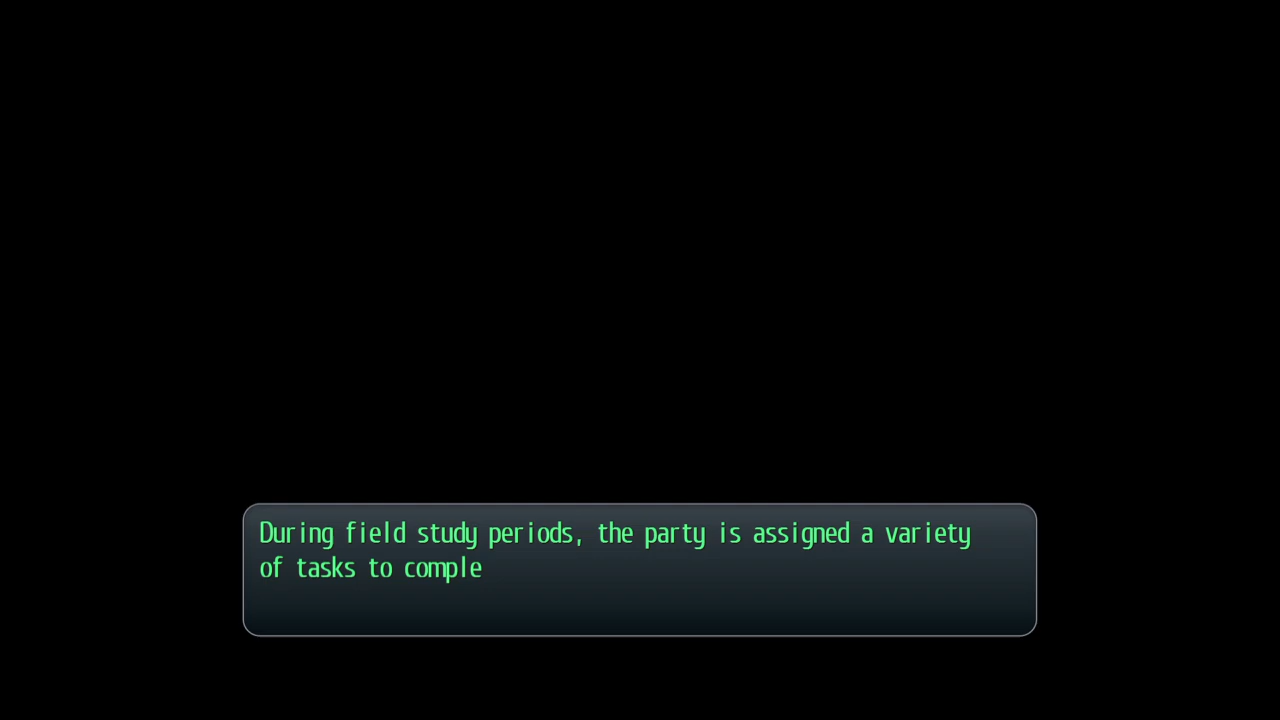 During field study periods, the party is assigned a variety
of tasks to comple